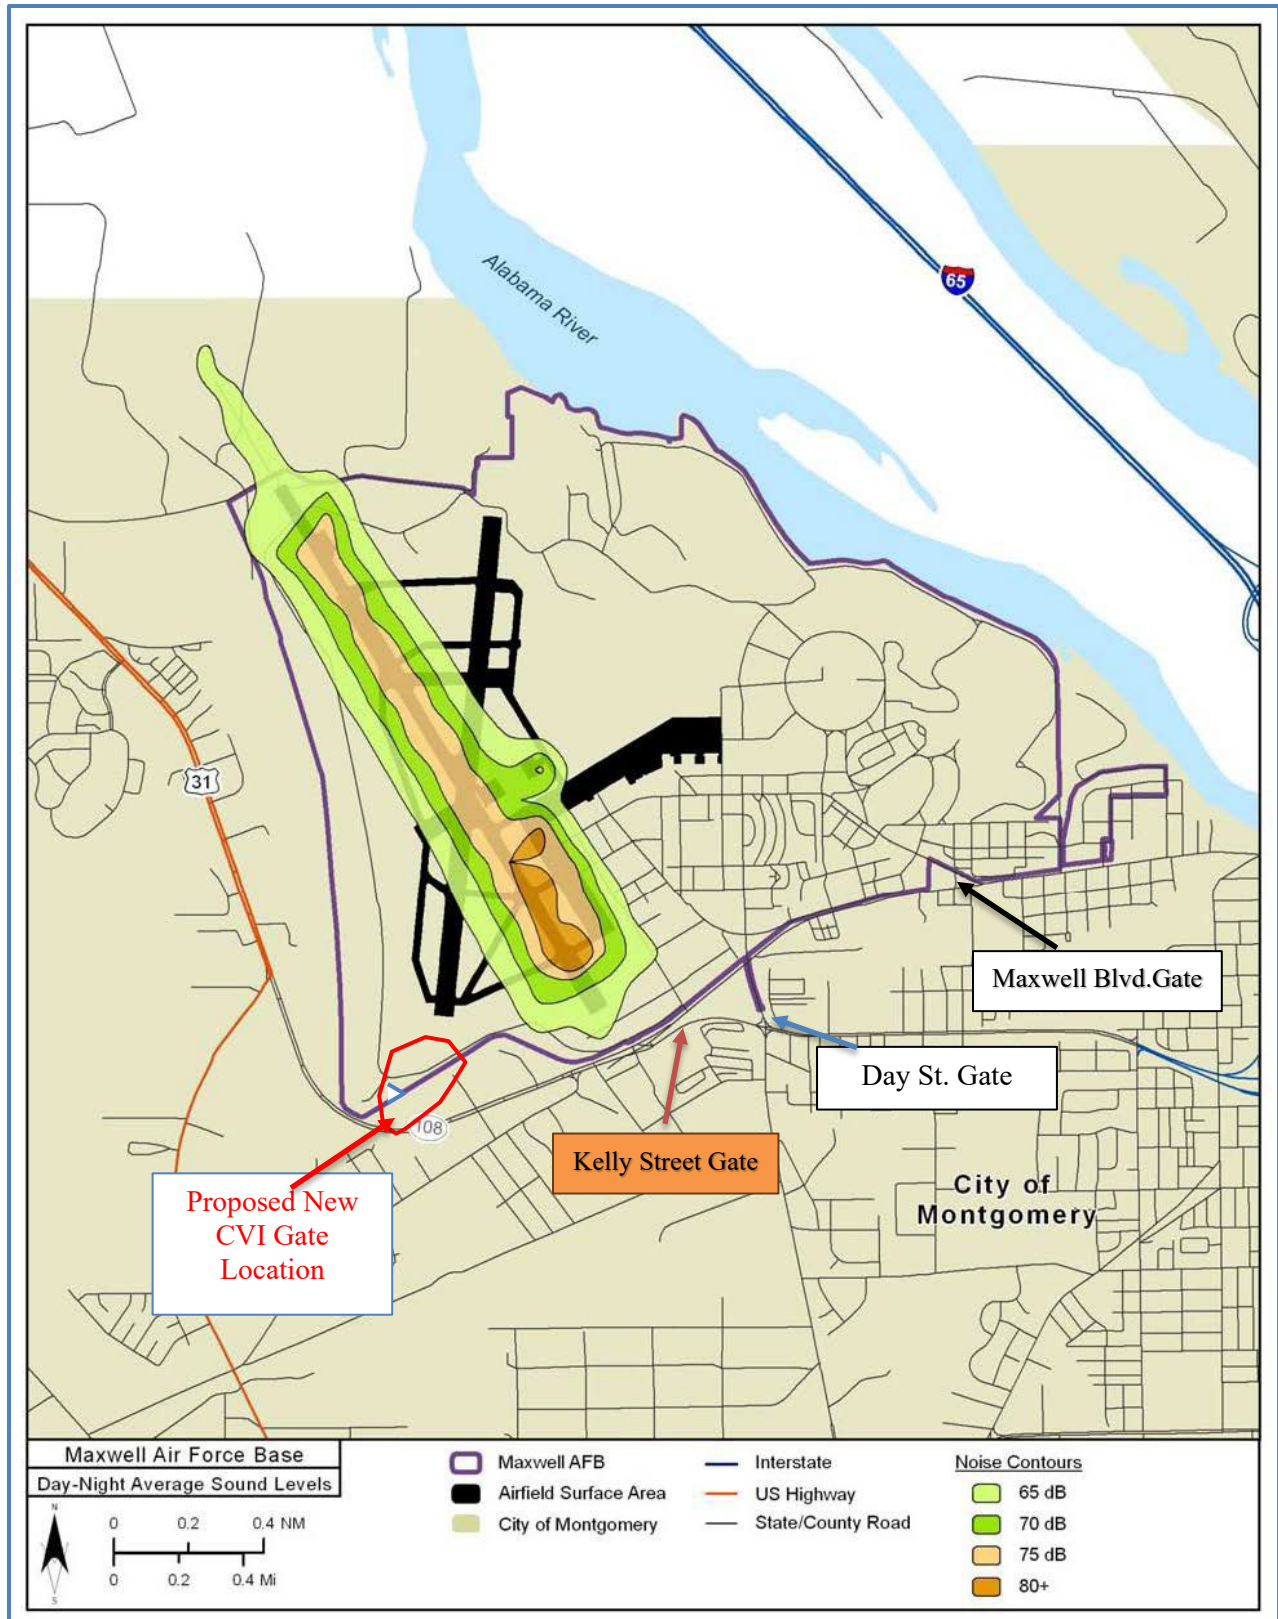 Alabama River
65
31
Maxwell Blvd.Gate
Day St. Gate
108
Kelly Street Gate
Proposed New
CVI Gate
Location
City of
Montgomery
Maxwell Air Force Base
Day-Night Average Sound Levels
N
S
0 0.2 0.4 NM
0 0.2 0.4 Mi
Maxwell AFB
Airfield Surface Area
City of Montgomery
Interstate
US Highway
State/County Road
Noise Contours
65 dB
70 dB
75 dB
80+